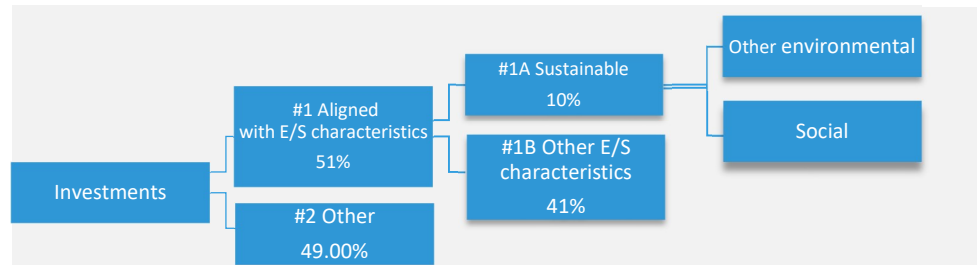 Investments
#1 Aligned
with E/S characteristics
51%
#2 Other
49.00%
#1A Sustainable
10%
#1B Other E/S
characteristics
41%
Other environmental
Social